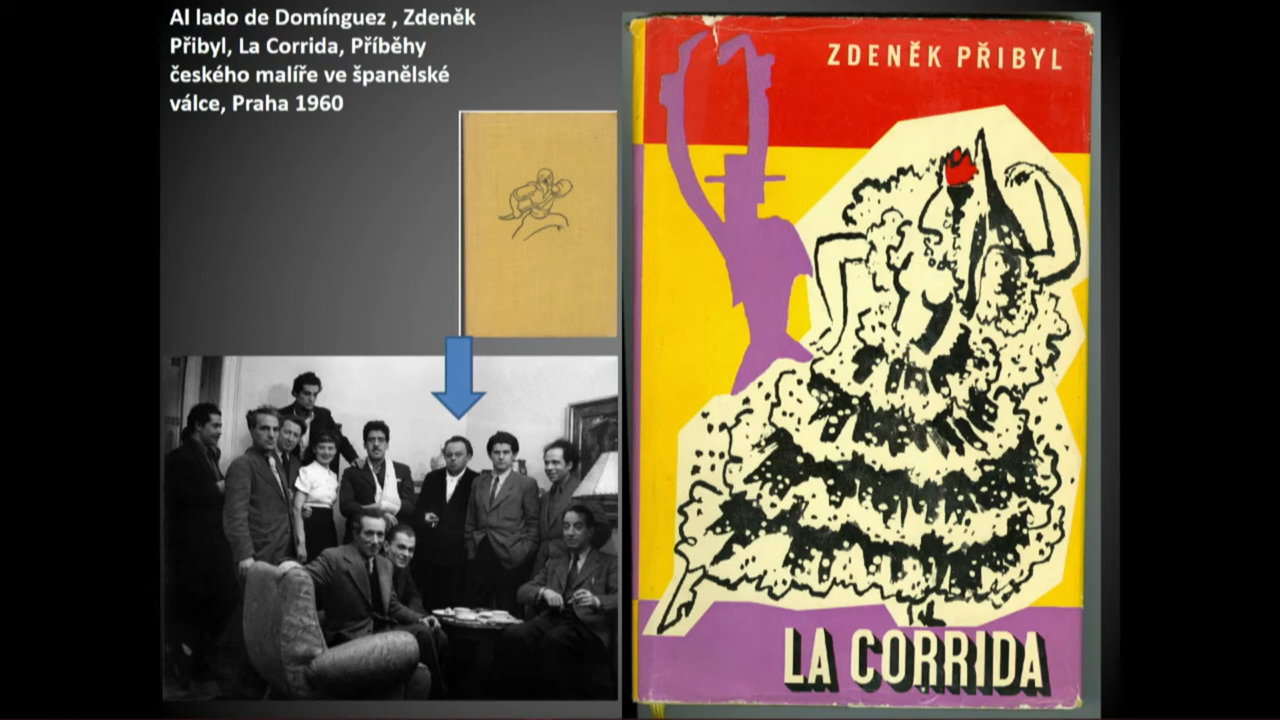 Al lado de Domínguez , Zdeněk
Přibyl, La Corrida, Příběhy
českého malíře ve španělské
válce, Praha 1960
ZDENĚK PŘIBYL
LA CORRIDA